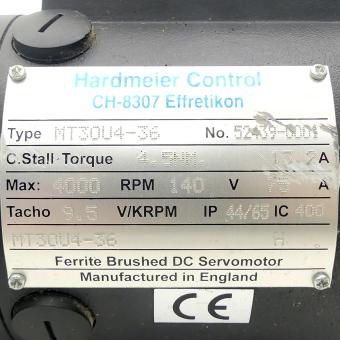 Hardmeier Control
CH-8307 Effretikon
Type MT30U4-36 No. 52439-0001
C.Stall Torque 4.5NM. 13.2 A
Max: 4000 RPM 140 V 75 A
Tacho 9.5 V/KRPM IP 44/65 IC 400
MT30U4-36 H
Ferrite Brushed DC Servomotor
Manufactured in England
CE